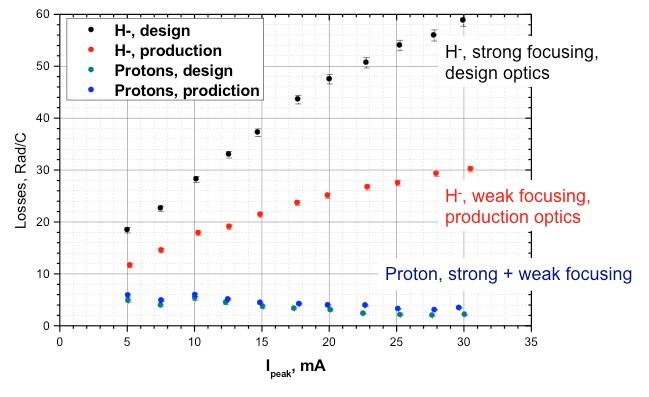 60
50
40
30
20
10
0
Losses, Rad/C
H-, design
H-, production
Protons, design
Protons, prodiction
H-, strong focusing,
design optics
H-, weak focusing,
production optics
Proton, strong + weak focusing
0 5 10 15 20 25 30 35
Ipeak, mA